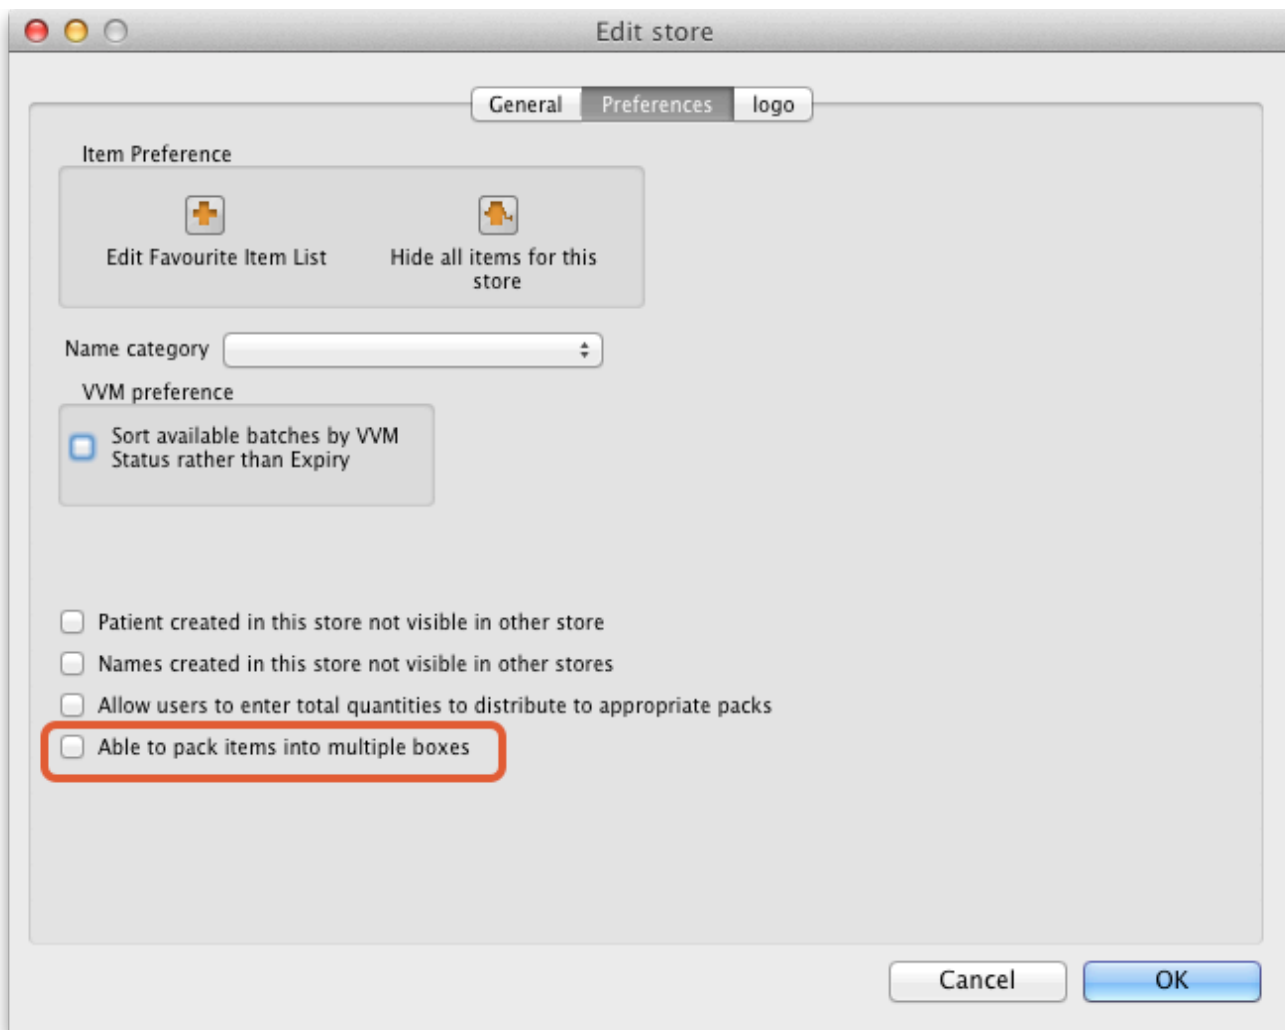 Edit store
General
Preferences
logo
Item Preference
Edit Favourite Item List
Hide all items for this
store
Name category
VVM preference
Sort available batches by VVM
Status rather than Expiry
Patient created in this store not visible in other store
Names created in this store not visible in other stores
Allow users to enter total quantities to distribute to appropriate packs
Able to pack items into multiple boxes
Cancel
OK